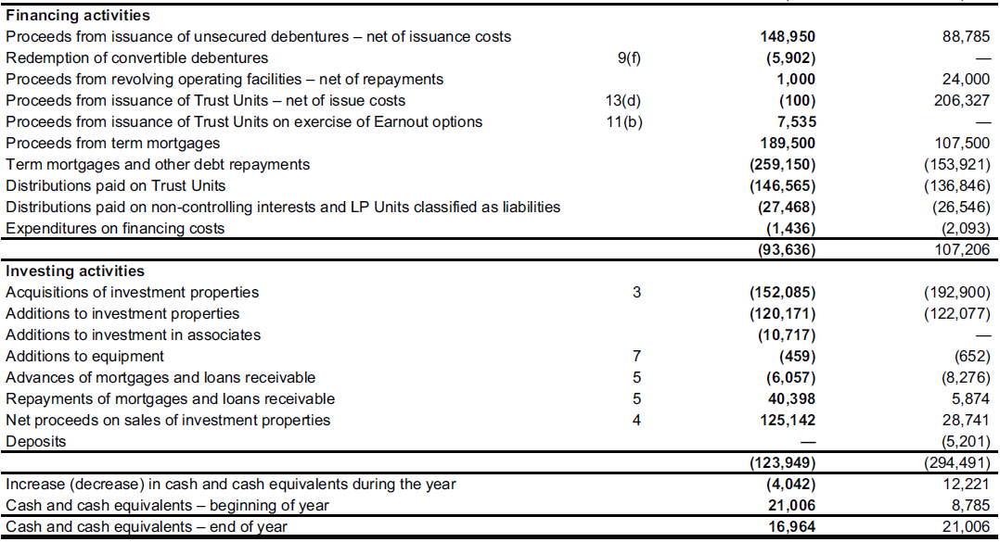 Financing activities
Proceeds from issuance of unsecured debentures – net of issuance costs 148,950 88,785
Redemption of convertible debentures 9(f) (5,902) —
Proceeds from revolving operating facilities – net of repayments 1,000 24,000
Proceeds from issuance of Trust Units – net of issue costs 13(d) (100) 206,327
Proceeds from issuance of Trust Units on exercise of Earnout options 11(b) 7,535 —
Proceeds from term mortgages 189,500 107,500
Term mortgages and other debt repayments (259,150) (153,921)
Distributions paid on Trust Units (146,565) (136,846)
Distributions paid on non-controlling interests and LP Units classified as liabilities (27,468) (26,546)
Expenditures on financing costs (1,436) (2,093)
(93,636) 107,206
Investing activities
Acquisitions of investment properties 3 (152,085) (192,900)
Additions to investment properties (120,171) (122,077)
Additions to investment in associates (10,717) —
Additions to equipment 7 (459) (652)
Advances of mortgages and loans receivable 5 (6,057) (8,276)
Repayments of mortgages and loans receivable 5 40,398 5,874
Net proceeds on sales of investment properties 4 125,142 28,741
Deposits — (5,201)
(123,949) (294,491)
Increase (decrease) in cash and cash equivalents during the year (4,042) 12,221
Cash and cash equivalents – beginning of year 21,006 8,785
Cash and cash equivalents – end of year 16,964 21,006